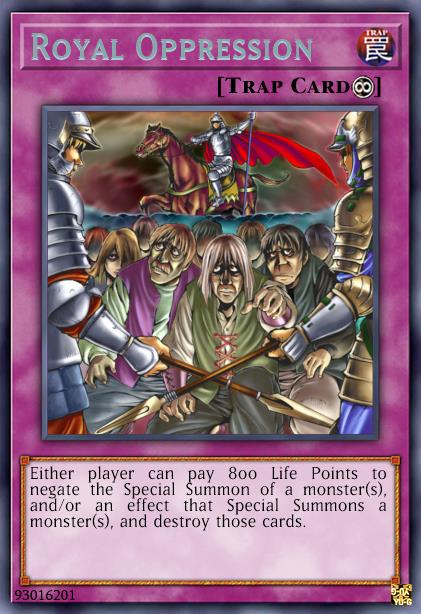 Royal Oppression
TRAP
罠
[Trap Card]
Either player can pay 800 Life Points to
negate the Special Summon of a monster(s),
and/or an effect that Special Summons a
monster(s), and destroy those cards.
93016201